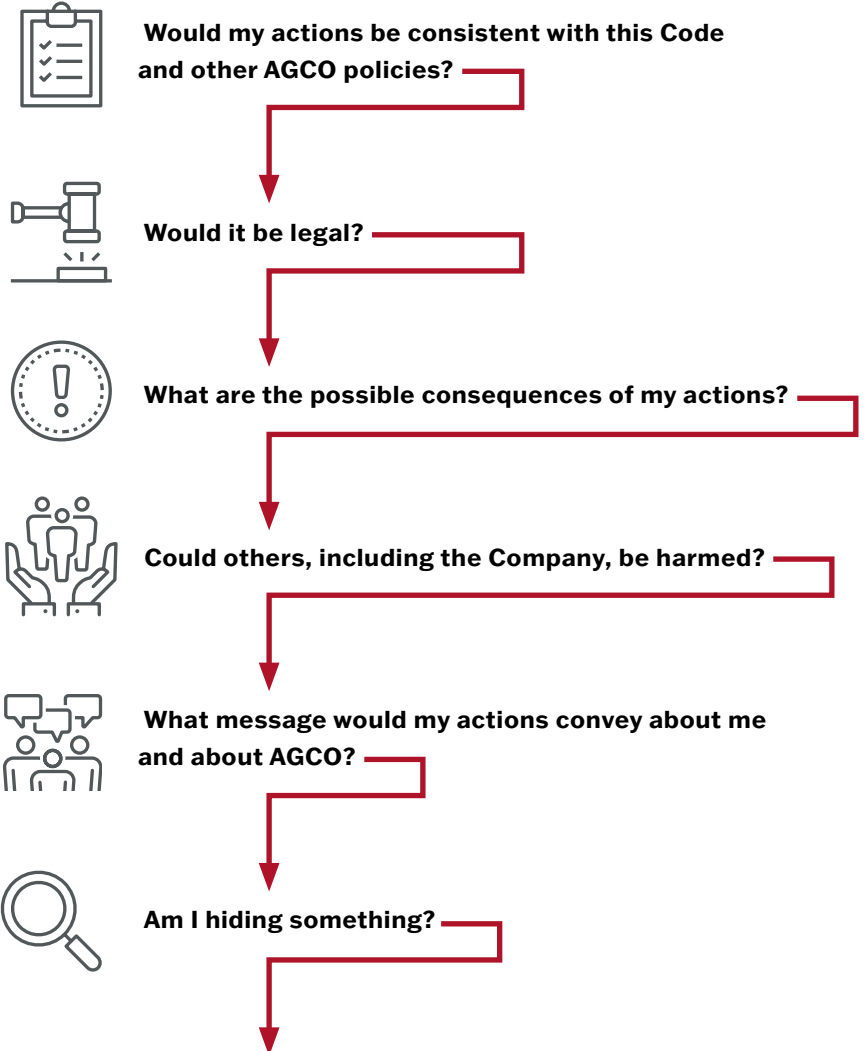 Would my actions be consistent with this Code
and other AGCO policies?
Would it be legal?
What are the possible consequences of my actions?
Could others, including the Company, be harmed?
What message would my actions convey about me
and about AGCO?
Am I hiding something?